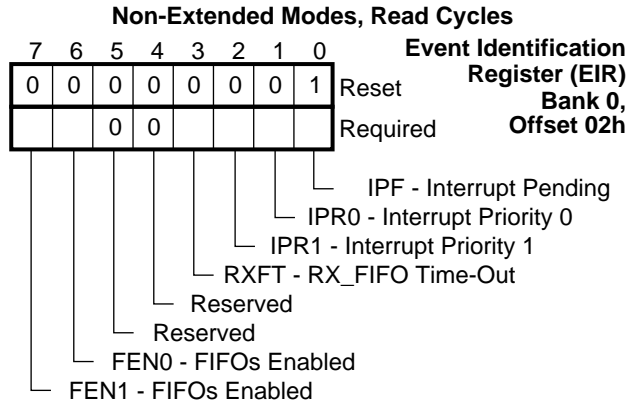 Non-Extended Modes, Read Cycles
7 6 5 4 3 2 1 0
Event Identification
Register (EIR)
Bank 0,
Offset 02h
0 0 0 0 0 0 0 1 Reset
0 0 Required
IPF - Interrupt Pending
IPR0 - Interrupt Priority 0
IPR1 - Interrupt Priority 1
RXFT - RX_FIFO Time-Out
Reserved
Reserved
FEN0 - FIFOs Enabled
FEN1 - FIFOs Enabled